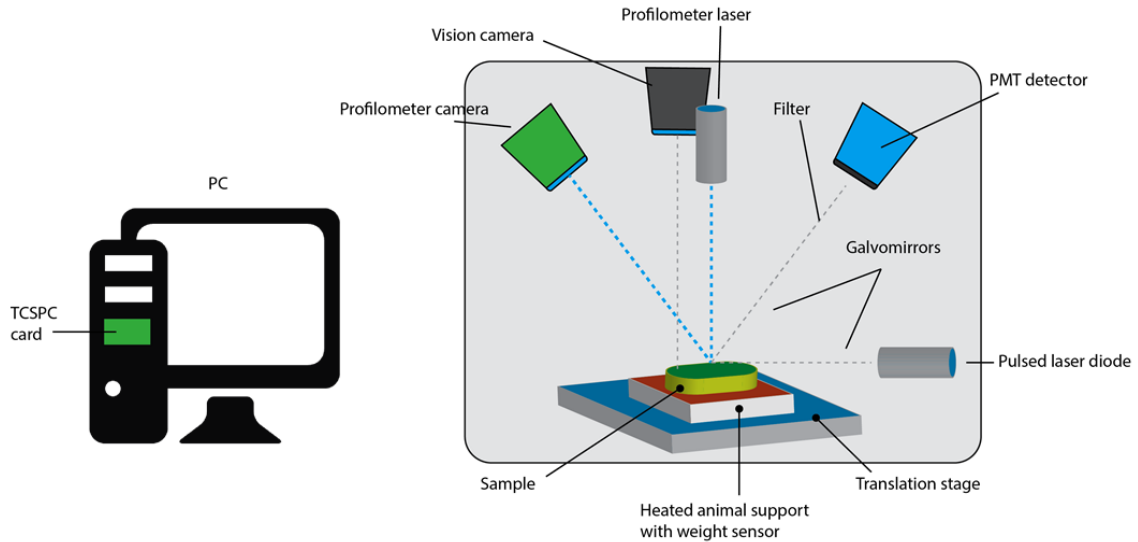 Profilometer laser
Vision camera
PMT detector
Profilometer camera
Filter
PC
Galvomirrors
TCSPC
card
Pulsed laser diode
Sample
Translation stage
Heated animal support
with weight sensor